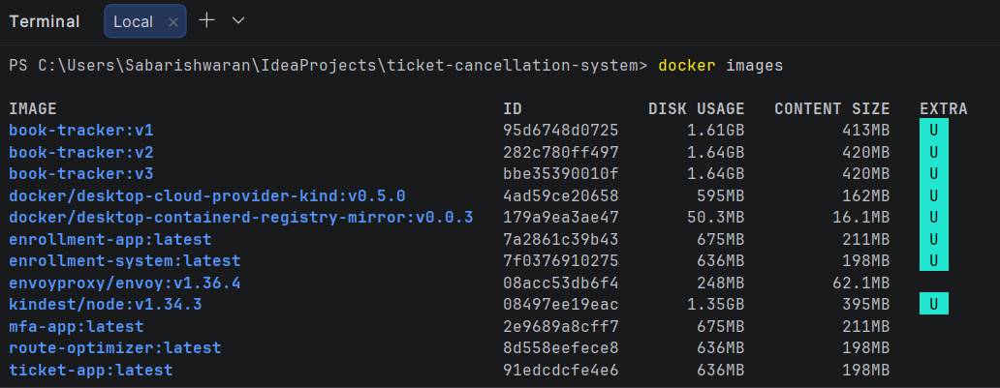 Terminal Local × + ⌄
PS C:\Users\Sabarishwaran\IdeaProjects\ticket-cancellation-system> docker images
IMAGE ID DISK USAGE CONTENT SIZE EXTRA
book-tracker:v1 95d6748d0725 1.61GB 413MB U
book-tracker:v2 282c780ff497 1.64GB 420MB U
book-tracker:v3 bbe35390010f 1.64GB 420MB U
docker/desktop-cloud-provider-kind:v0.5.0 4ad59ce20658 595MB 162MB U
docker/desktop-containerd-registry-mirror:v0.0.3 179a9ea3ae47 50.3MB 16.1MB U
enrollment-app:latest 7a2861c39b43 675MB 211MB U
enrollment-system:latest 7f0376910275 636MB 198MB U
envoyproxy/envoy:v1.36.4 08acc53db6f4 248MB 62.1MB
kindest/node:v1.34.3 08497ee19eac 1.35GB 395MB U
mfa-app:latest 2e9689a8cff7 675MB 211MB
route-optimizer:latest 8d558eefece8 636MB 198MB
ticket-app:latest 91edcdcfe4e6 636MB 198MB